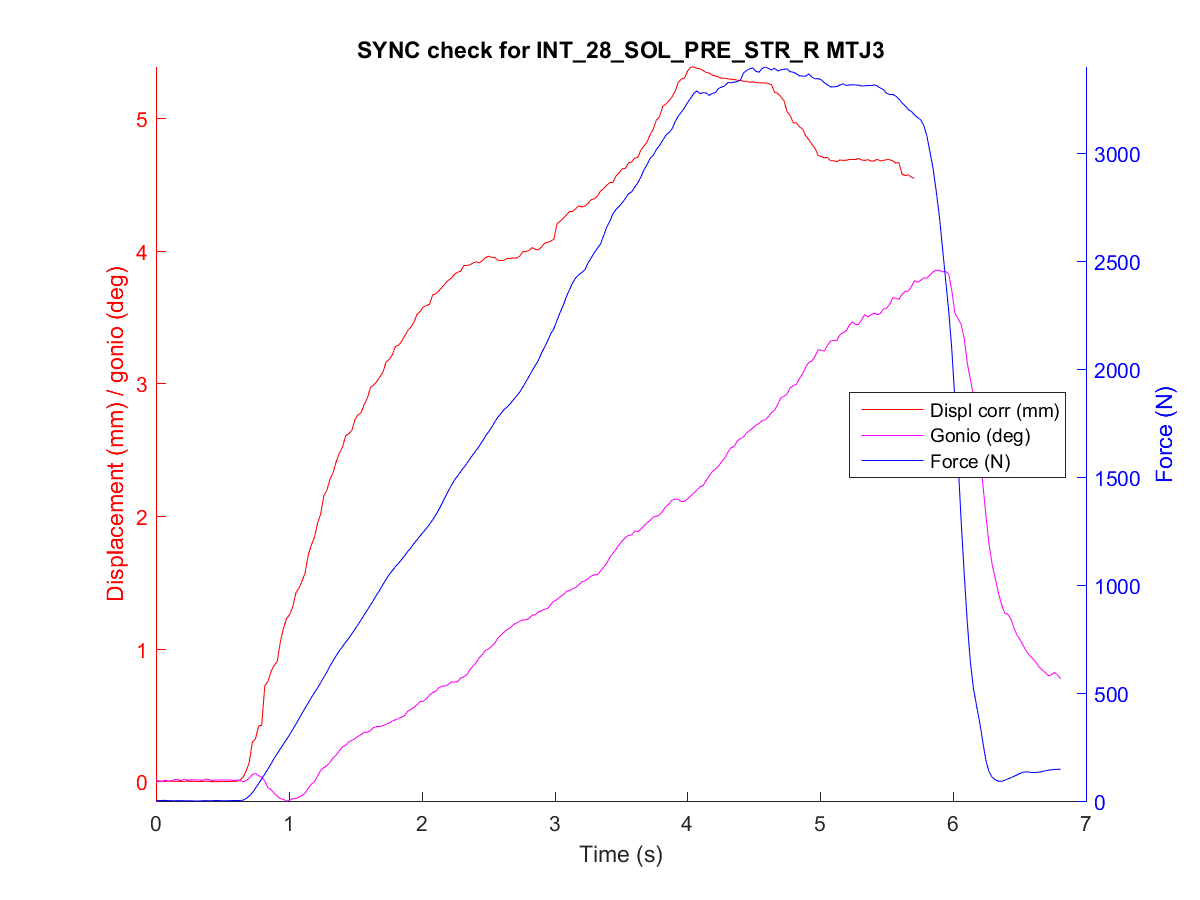 SYNC check for INT_28_SOL_PRE_STR_R MTJ3
Displacement (mm) / gonio (deg)
5
4
3
2
1
0
Force (N)
3000
2500
2000
1500
1000
500
0
Displ corr (mm)
Gonio (deg)
Force (N)
0 1 2 3 4 5 6 7
Time (s)